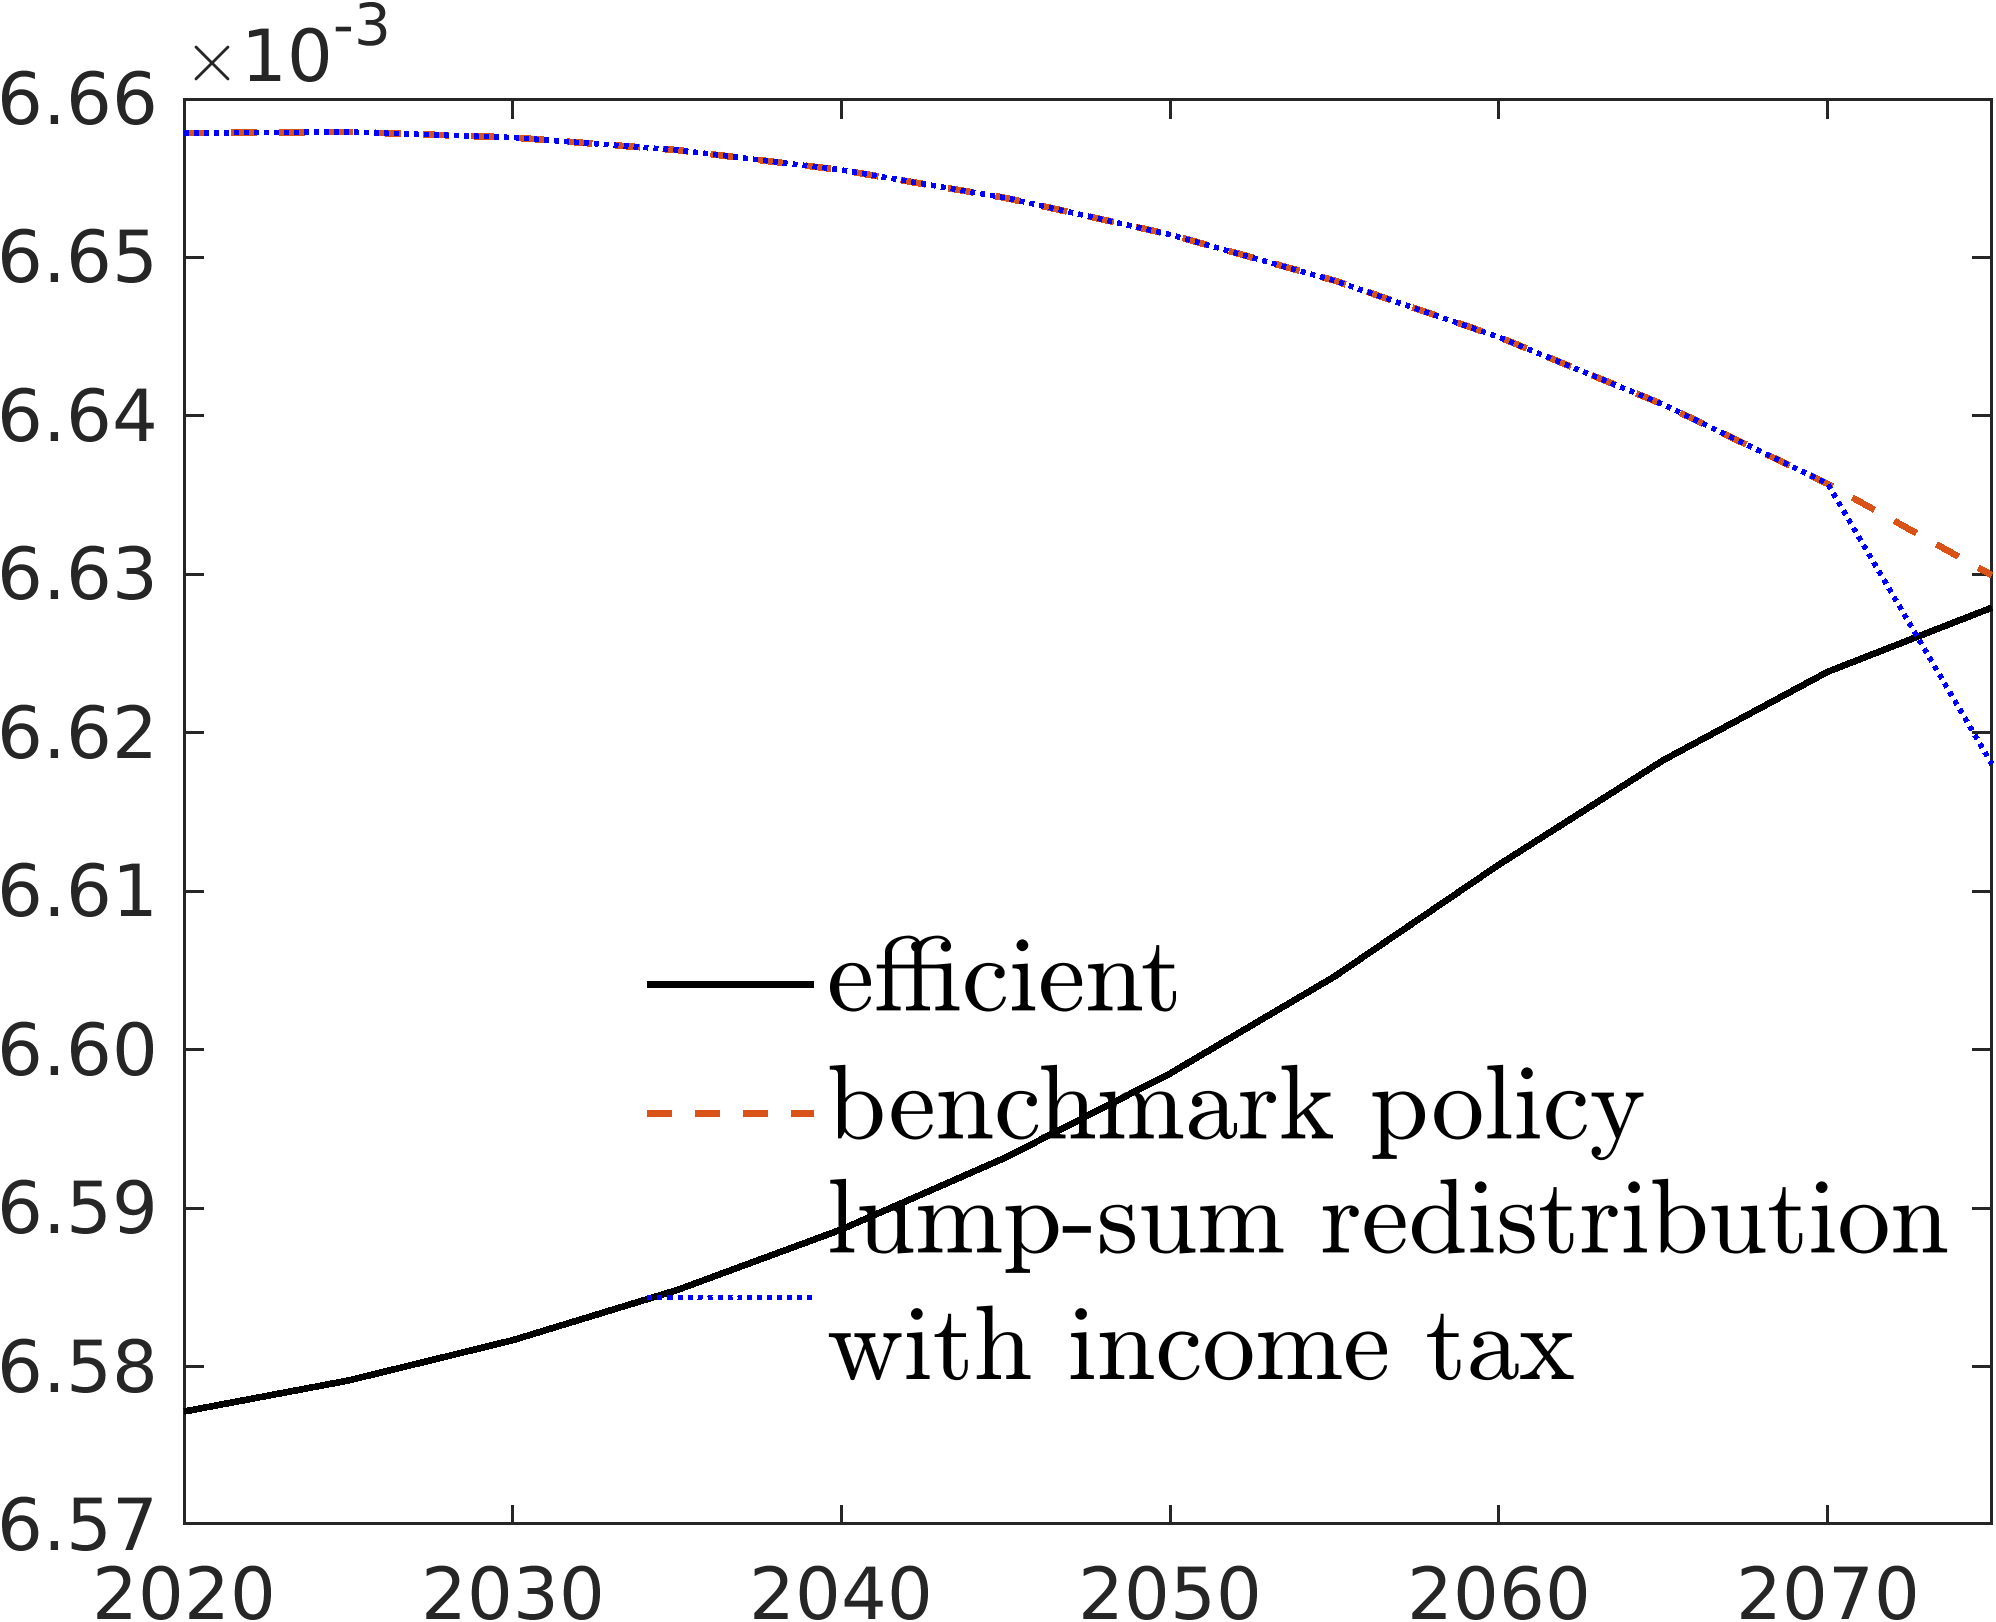 ×10-3
6.66
6.65
6.64
6.63
6.62
6.61
6.60
6.59
6.58
6.57
efficient
benchmark policy
lump-sum redistribution
with income tax
2020 2030 2040 2050 2060 2070